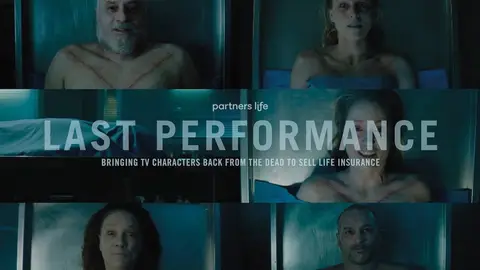 partners life
LAST PERFORMANCE
BRINGING TV CHARACTERS BACK FROM THE DEAD TO SELL LIFE INSURANCE